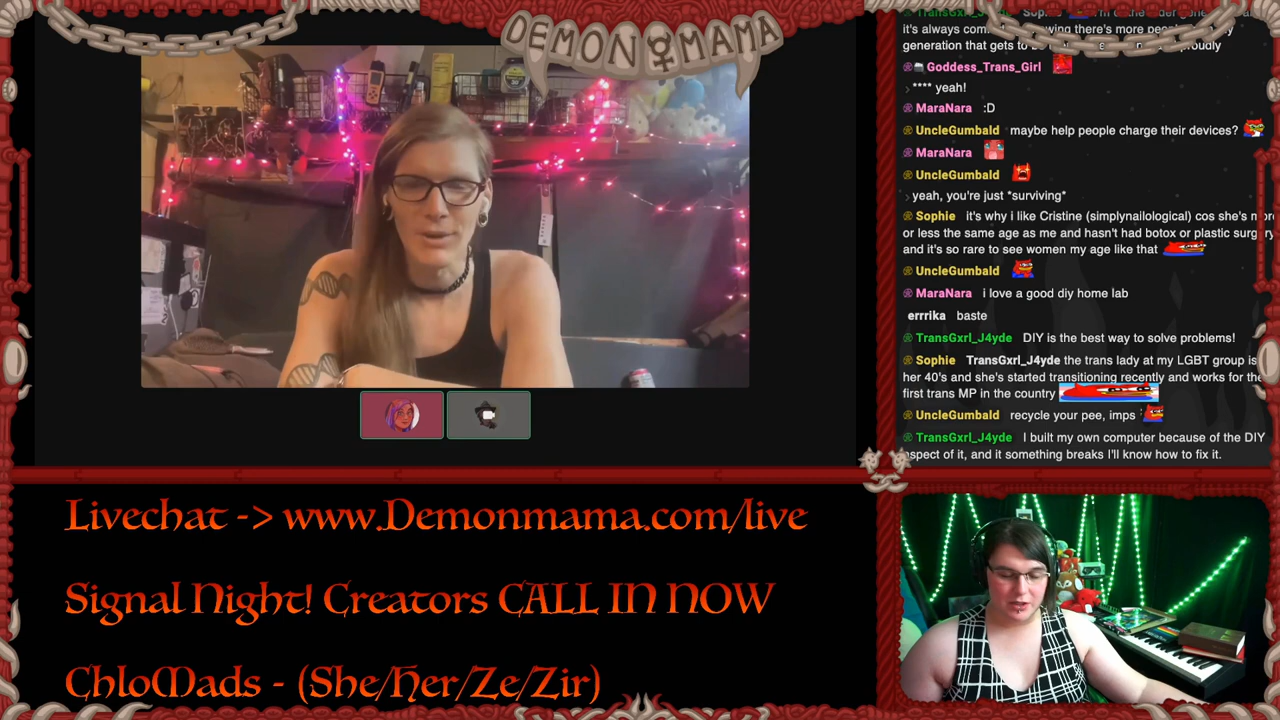 DEMON MAMA
it's always com
wing there's more peop
generation that gets to
proudly
Goddess_Trans_Girl
**** yeah!
MaraNara :D
UncleGumbald maybe help people charge their devices?
MaraNara
UncleGumbald
yeah, you're just *surviving*
Sophie it's why i like Cristine (simplynailological) cos she's more
or less the same age as me and hasn't had botox or plastic surgery
and it's so rare to see women my age like that
UncleGumbald
MaraNara i love a good diy home lab
errrika baste
TransGxrl_J4yde DIY is the best way to solve problems!
Sophie TransGxrl_J4yde the trans lady at my LGBT group is
her 40's and she's started transitioning recently and works for the
first trans MP in the country
UncleGumbald recycle your pee, imps
TransGxrl_J4yde I built my own computer because of the DIY
aspect of it, and it something breaks I'll know how to fix it.
Livechat -> www.Demonmama.com/live
Signal Night! Creators CALL IN NOW
ChloMads - (She/Her/Ze/Zir)